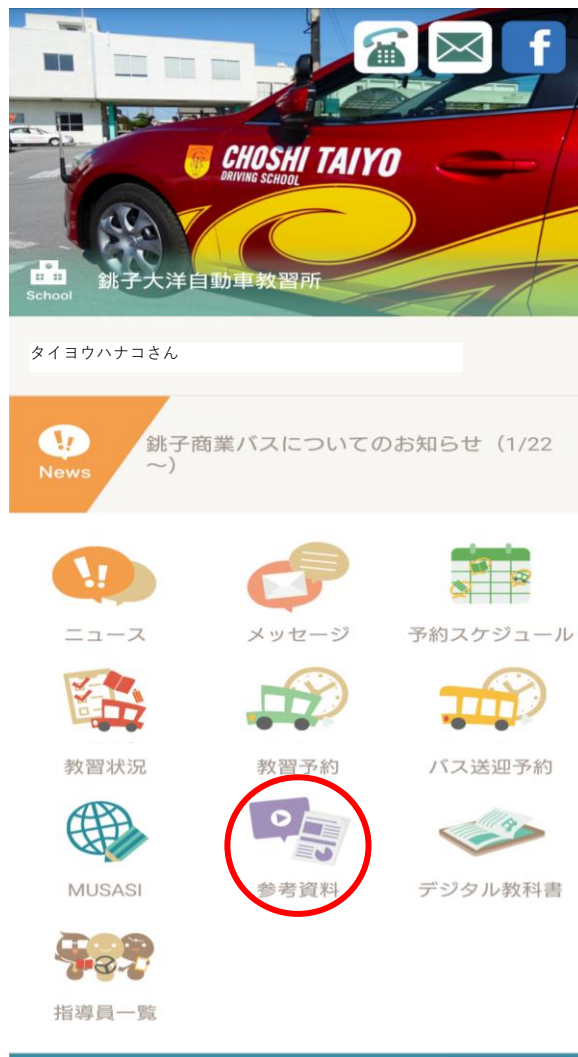 f
CHOSHI TAIYO
DRIVING SCHOOL
School
銚子大洋自動車教習所
タイヨウハナコさん
!!
News
銚子商業バスについてのお知らせ（1/22
～）
!!
ニュース
メッセージ
予約スケジュール
教習状況
教習予約
バス送迎予約
MUSASI
参考資料
デジタル教科書
指導員一覧